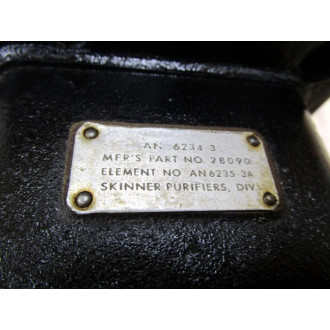 AN 6234 3
MFR'S PART NO. 28090
ELEMENT NO AN6235-3A
SKINNER PURIFIERS, DIV.